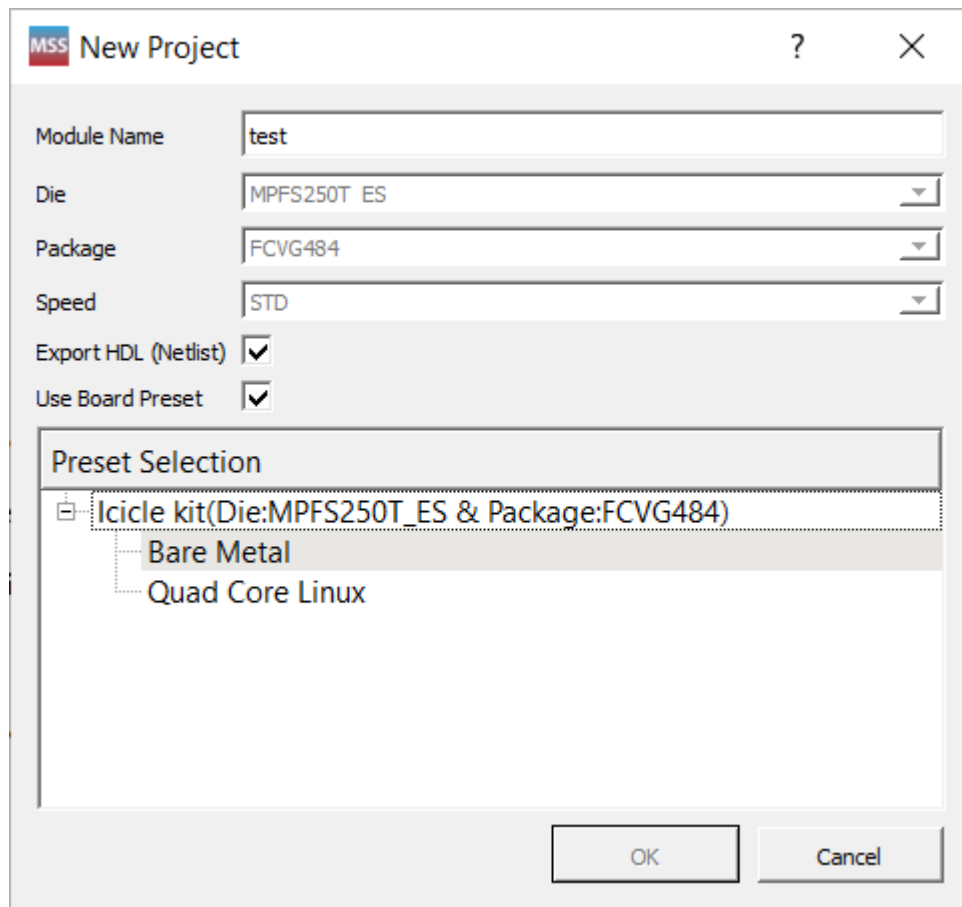 MSS New Project ?
Module Name test
Die MPFS250T_ES
Package FCVG484
Speed STD
Export HDL (Netlist)
Use Board Preset
Preset Selection
Icicle kit(Die:MPFS250T_ES & Package:FCVG484)
Bare Metal
Quad Core Linux
OK Cancel